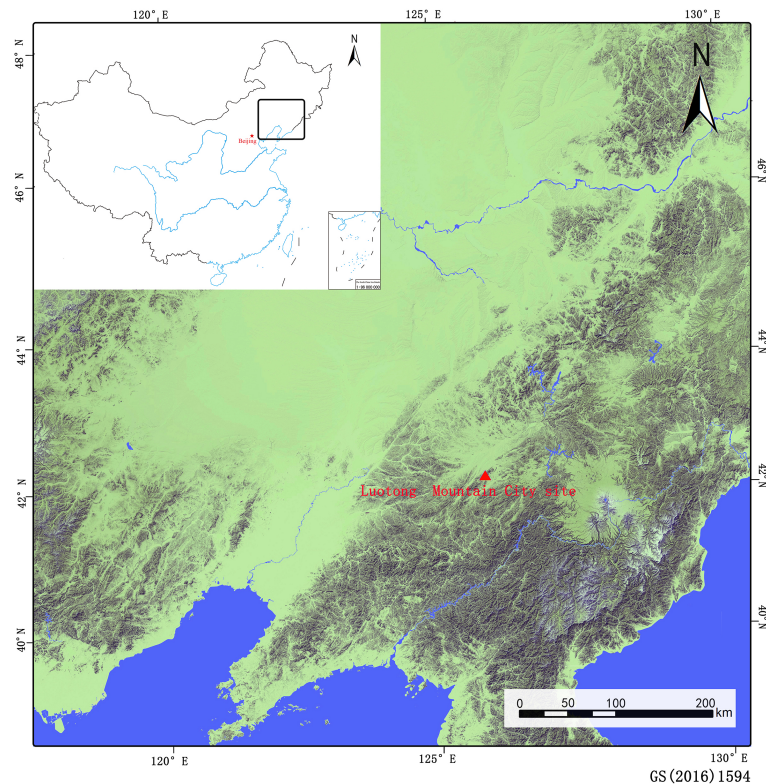 120° E
125° E
130° E
48° N
46° N
44° N
42° N
40° N
N
Beijing
N
46° N
44° N
42° N
40° N
Luotong Mountain City site
0 50 100 200
km
120° E
125° E
130° E
GS(2016)1594